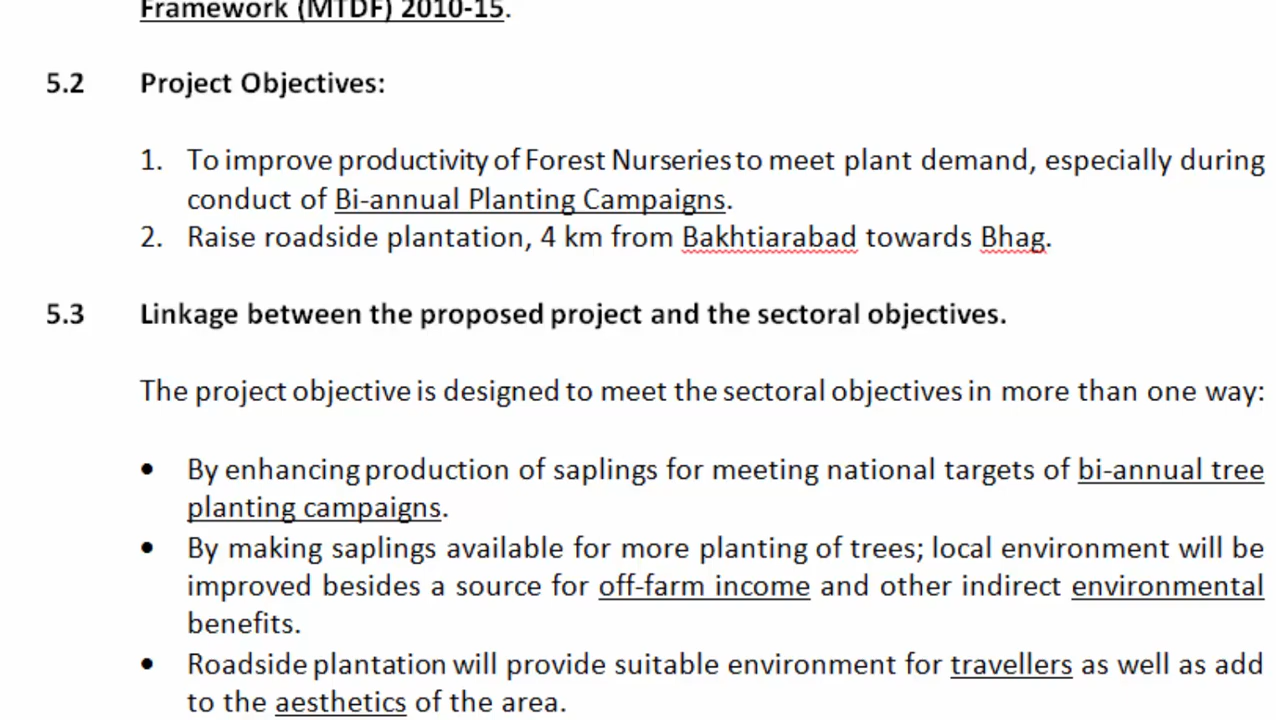 Framework (MTDF) 2010-15.
5.2 Project Objectives:
1. To improve productivity of Forest Nurseries to meet plant demand, especially during
conduct of Bi-annual Planting Campaigns.
2. Raise roadside plantation, 4 km from Bakhtiarabad towards Bhag.
5.3 Linkage between the proposed project and the sectoral objectives.
The project objective is designed to meet the sectoral objectives in more than one way:
• By enhancing production of saplings for meeting national targets of bi-annual tree
planting campaigns.
• By making saplings available for more planting of trees; local environment will be
improved besides a source for off-farm income and other indirect environmental
benefits.
• Roadside plantation will provide suitable environment for travellers as well as add
to the aesthetics of the area.